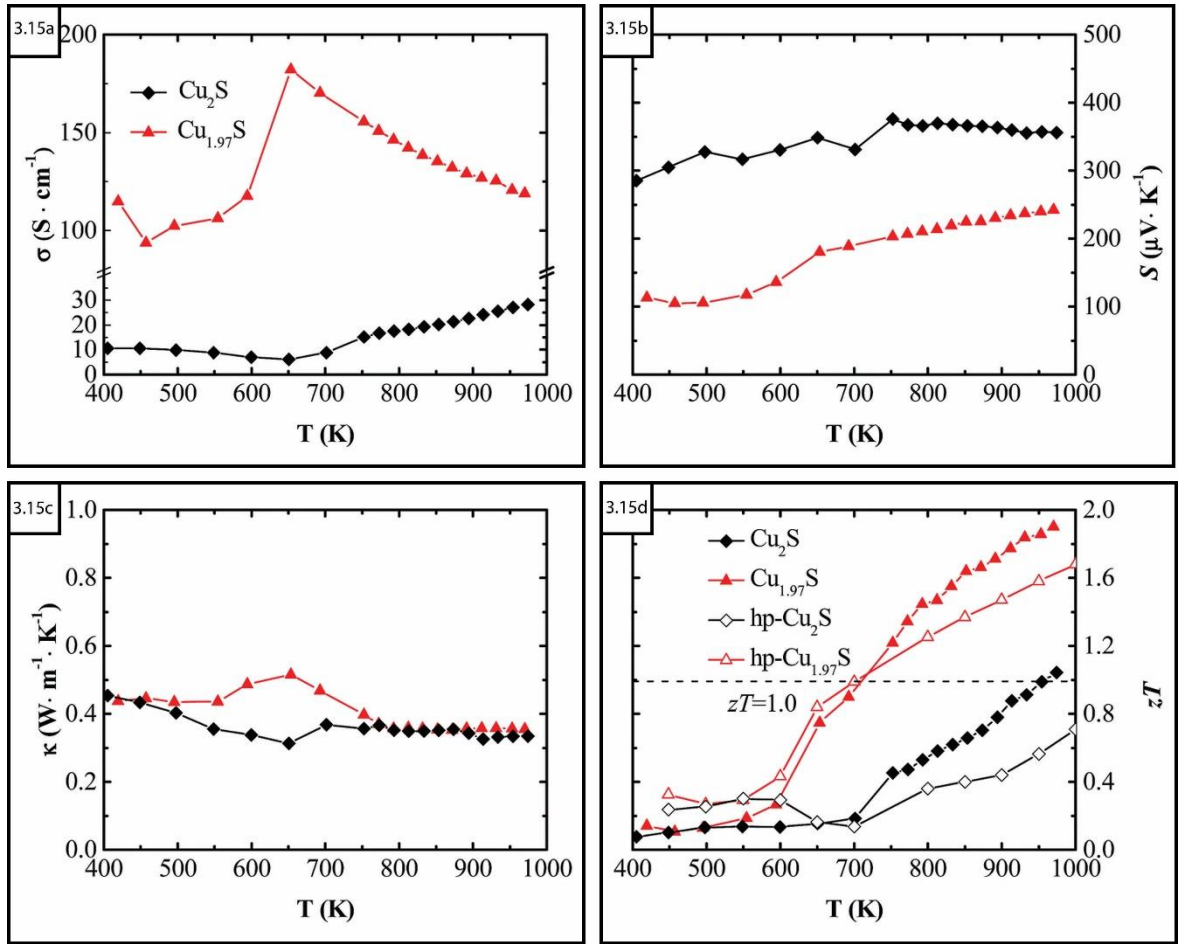 3.15a
σ (S · cm⁻¹)
200
150
100
30
20
10
0
Cu₂S
Cu₁.₉₇S
400 500 600 700 800 900 1000
T (K)
3.15b
500
400
300
200
100
0
S (μV· K⁻¹)
400 500 600 700 800 900 1000
T (K)
3.15c
κ (W· m⁻¹· K⁻¹)
1.0
0.8
0.6
0.4
0.2
0.0
400 500 600 700 800 900 1000
T (K)
3.15d
Cu₂S
Cu₁.₉₇S
hp-Cu₂S
hp-Cu₁.₉₇S
zT=1.0
2.0
1.6
1.2
0.8
0.4
0.0
zT
400 500 600 700 800 900 1000
T (K)